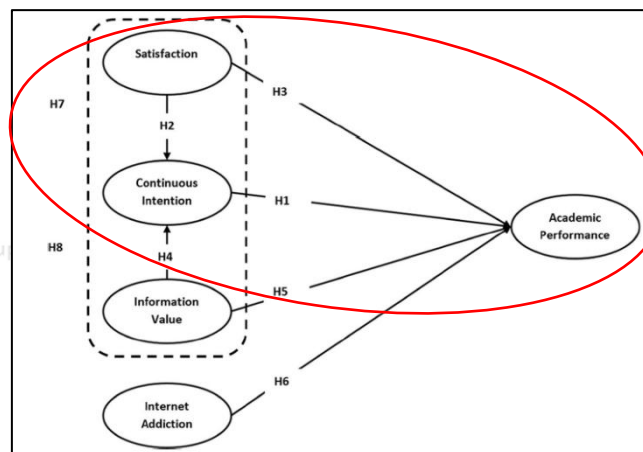 Satisfaction
H3
H7
H2
Continuous
Intention
H1
Academic
Performance
H8
H4
Information
Value
H5
H6
Internet
Addiction